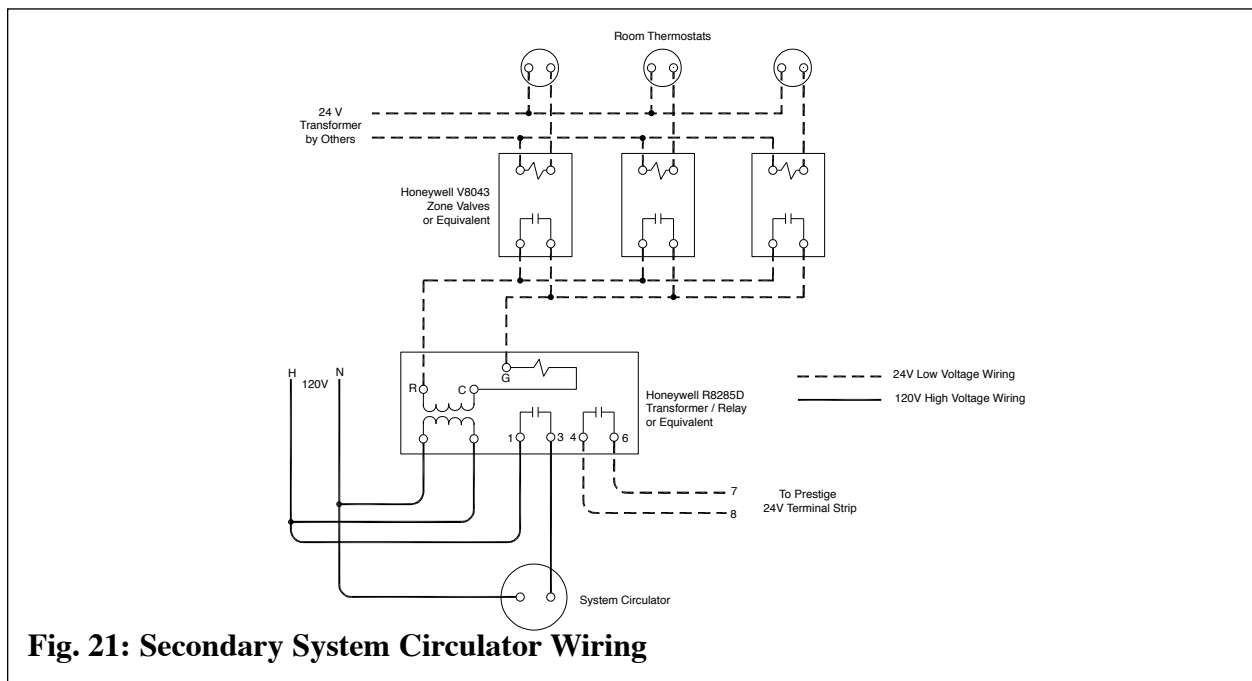 Room Thermostats
24 V
Transformer
by Others
Honeywell V8043
Zone Valves
or Equivalent
H
N
120V
R
C
G
1
3
4
6
Honeywell R8285D
Transformer / Relay
or Equivalent
24V Low Voltage Wiring
120V High Voltage Wiring
7
8
To Prestige
24V Terminal Strip
System Circulator
Fig. 21: Secondary System Circulator Wiring